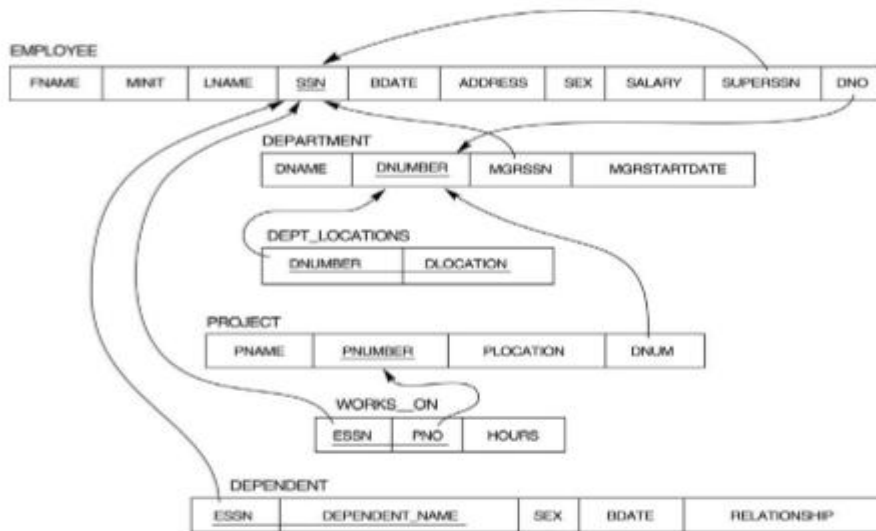 EMPLOYEE
FNAME MINIT LNAME SSN BDATE ADDRESS SEX SALARY SUPERSSN DNO
DEPARTMENT
DNAME DNUMBER MGRSSN MGRSTARTDATE
DEPT_LOCATIONS
DNUMBER DLOCATION
PROJECT
PNAME PNUMBER PLOCATION DNUM
WORKS_ON
ESSN PNO HOURS
DEPENDENT
ESSN DEPENDENT_NAME SEX BDATE RELATIONSHIP